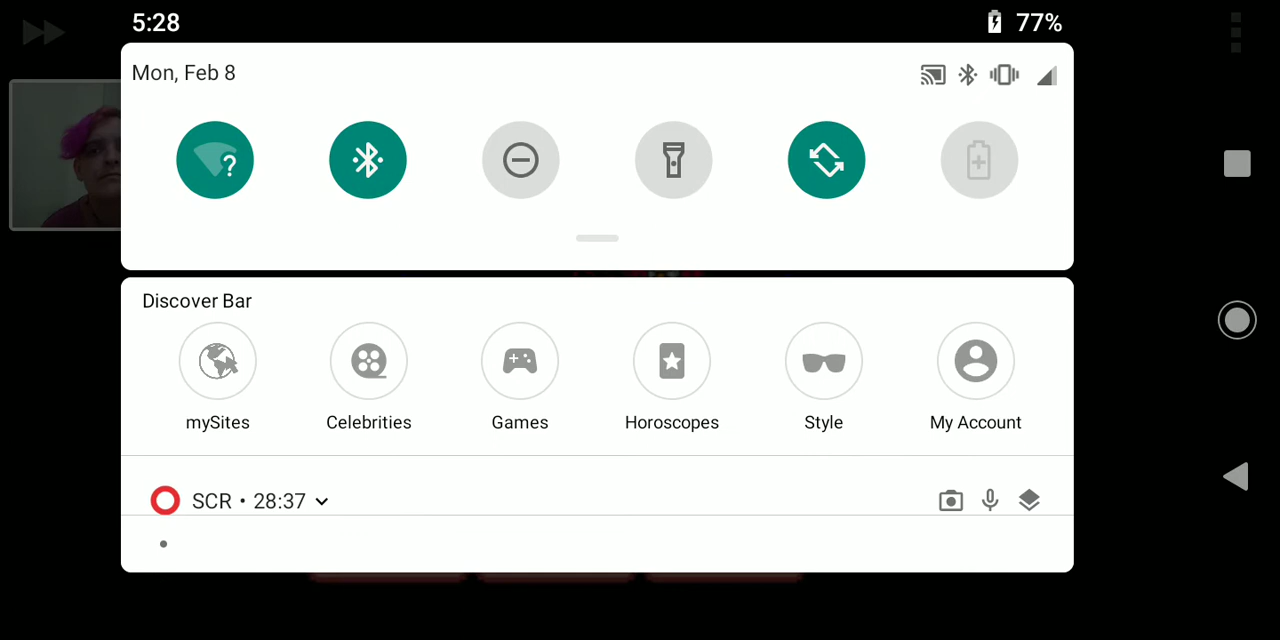 5:28 77%
Mon, Feb 8
Discover Bar
mySites Celebrities Games Horoscopes Style My Account
SCR • 28:37